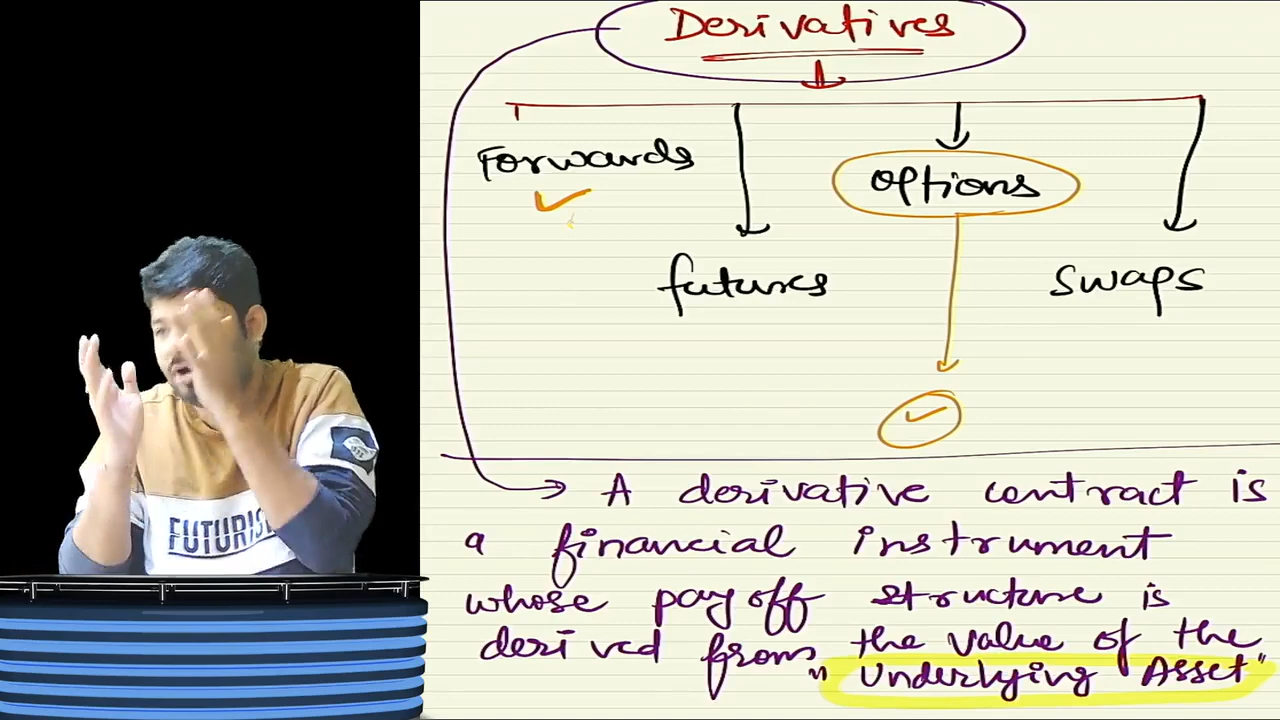 Derivatives
Forwards
options
futures
swaps
A derivative contract is
a financial instrument
whose payoff structure is
derived from the value of the
"Underlying Asset"
FUTURIS